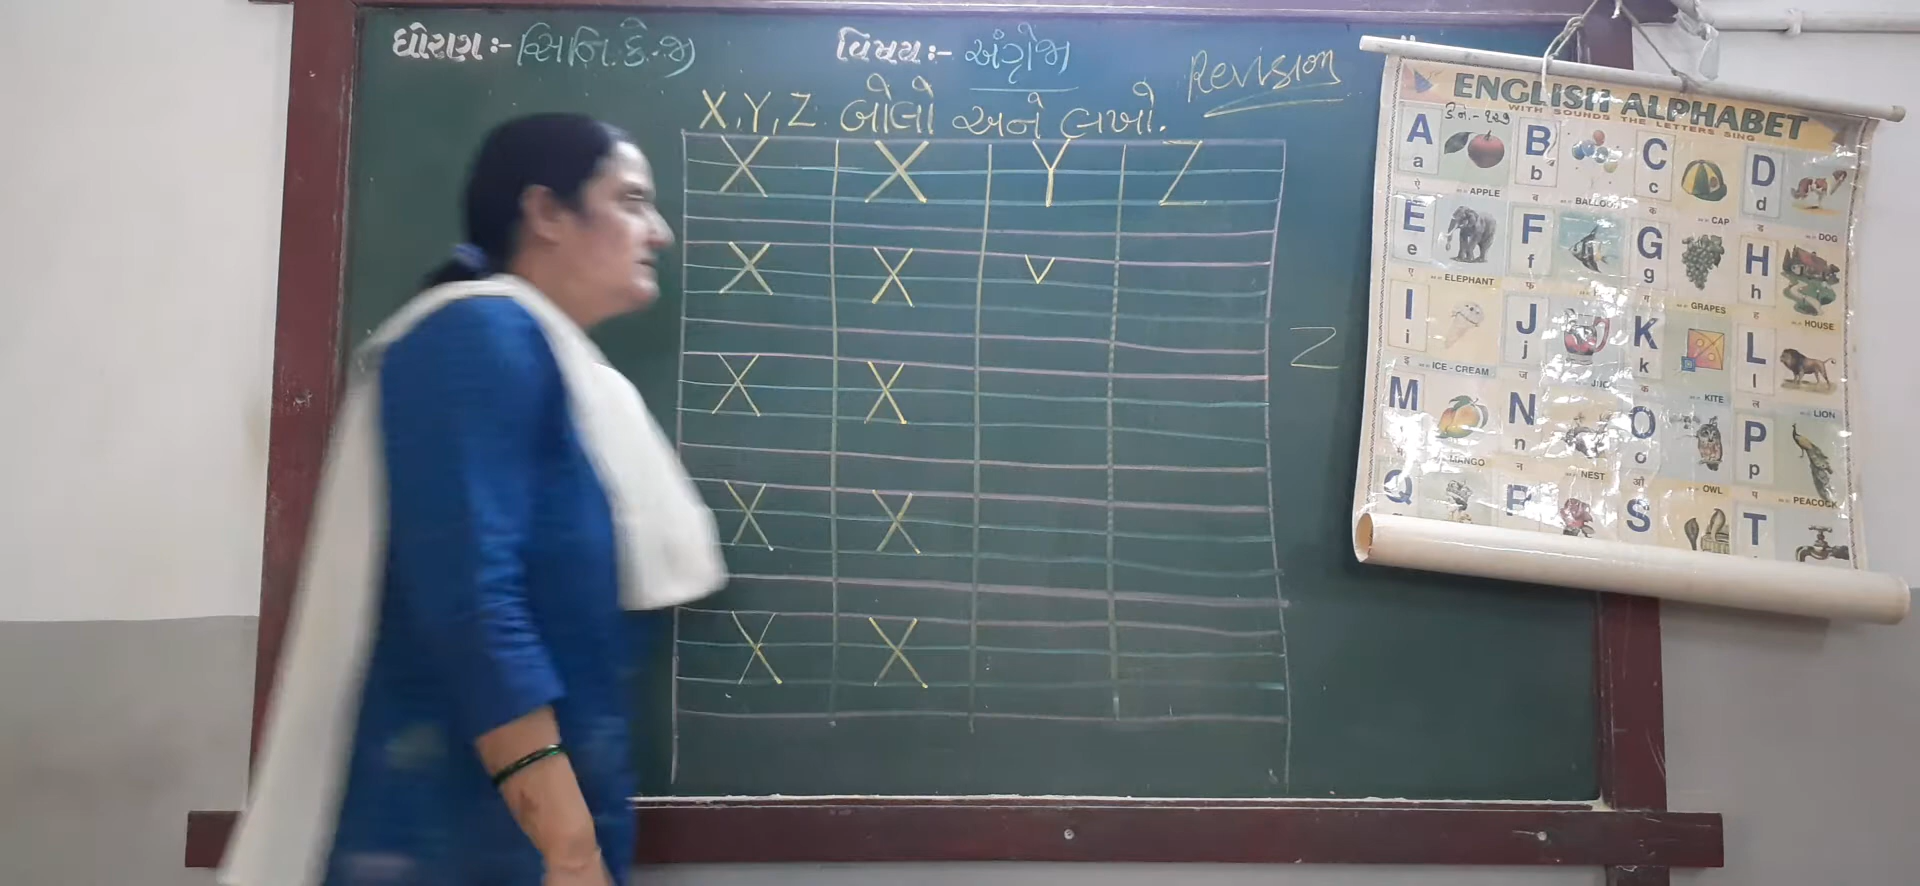 ધોરણ :- સિનિ. કે. જી
વિષય :- અંગ્રેજી
Revision
X, Y, Z બોલો અને લખો.
X X Y Z
X X V
Z
X X
X X
X X
ENGLISH ALPHABET
WITH SOUNDS THE LETTERS SING
A a B b C c D d
APPLE BALLOON CAP DOG
E e F f G g H h
ELEPHANT GRAPES HOUSE
I i J j K k L l
ICE - CREAM JUG KITE LION
M N n O o P p
MANGO NEST OWL PEACOCK
Q R S T